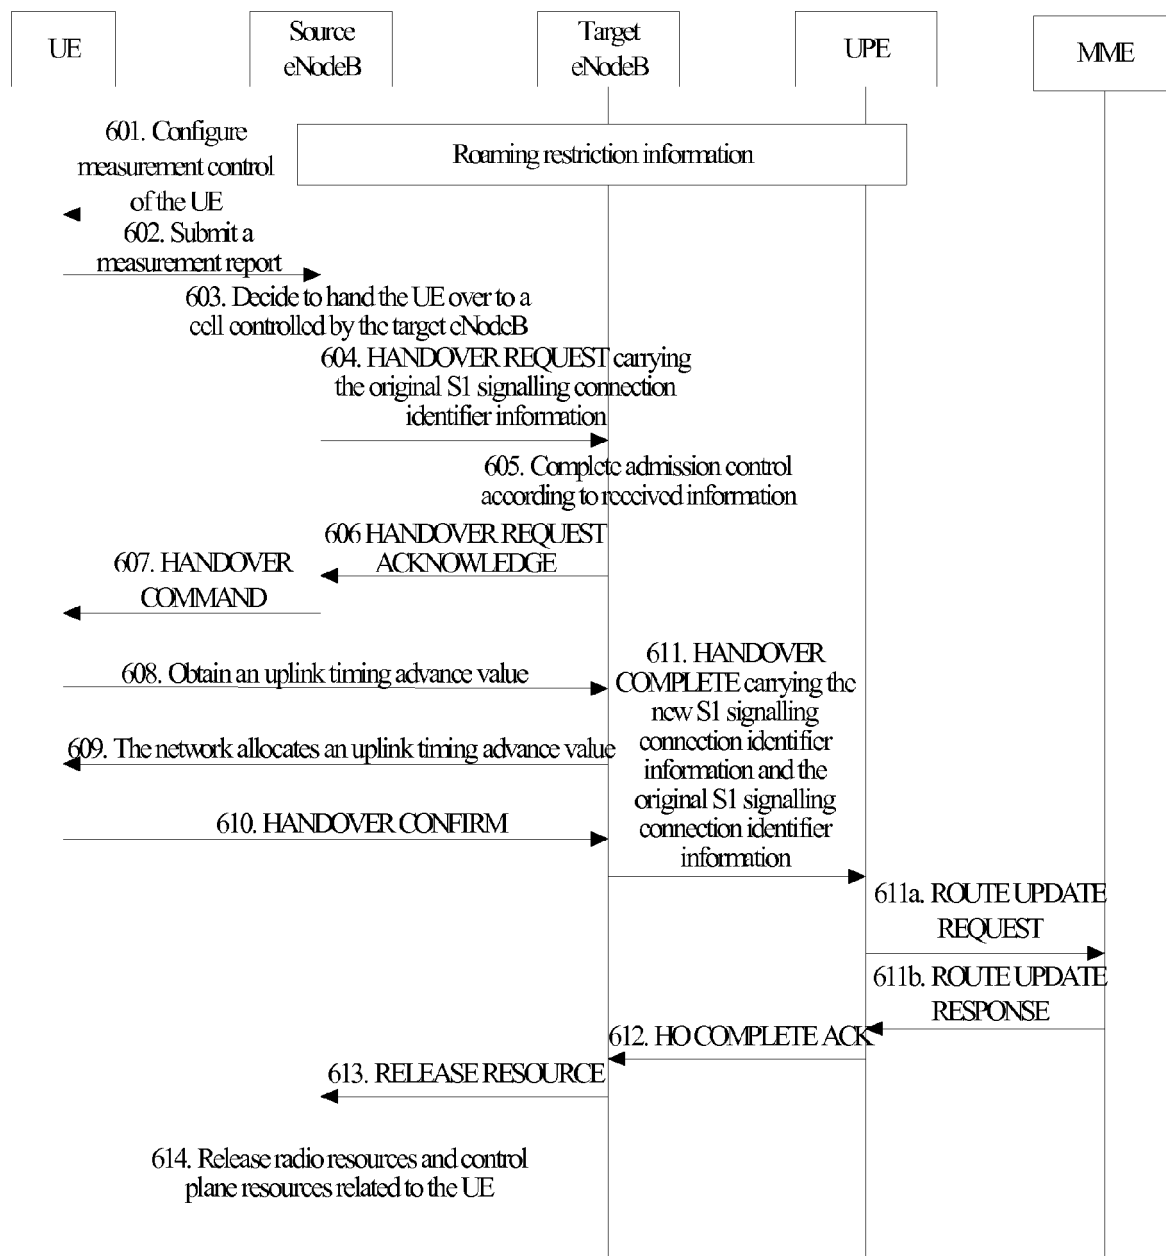 UE
Source
eNodeB
Target
eNodeB
UPE
MME
Roaming restriction information
601. Configure
measurement control
of the UE
602. Submit a
measurement report
603. Decide to hand the UE over to a
cell controlled by the target eNodeB
604. HANDOVER REQUEST carrying
the original S1 signalling connection
identifier information
605. Complete admission control
according to received information
606 HANDOVER REQUEST
ACKNOWLEDGE
607. HANDOVER
COMMAND
608. Obtain an uplink timing advance value
609. The network allocates an uplink timing advance value
610. HANDOVER CONFIRM
611. HANDOVER
COMPLETE carrying the
new S1 signalling
connection identifier
information and the
original S1 signalling
connection identifier
information
611a. ROUTE UPDATE
REQUEST
611b. ROUTE UPDATE
RESPONSE
612. HO COMPLETE ACK
613. RELEASE RESOURCE
614. Release radio resources and control
plane resources related to the UE